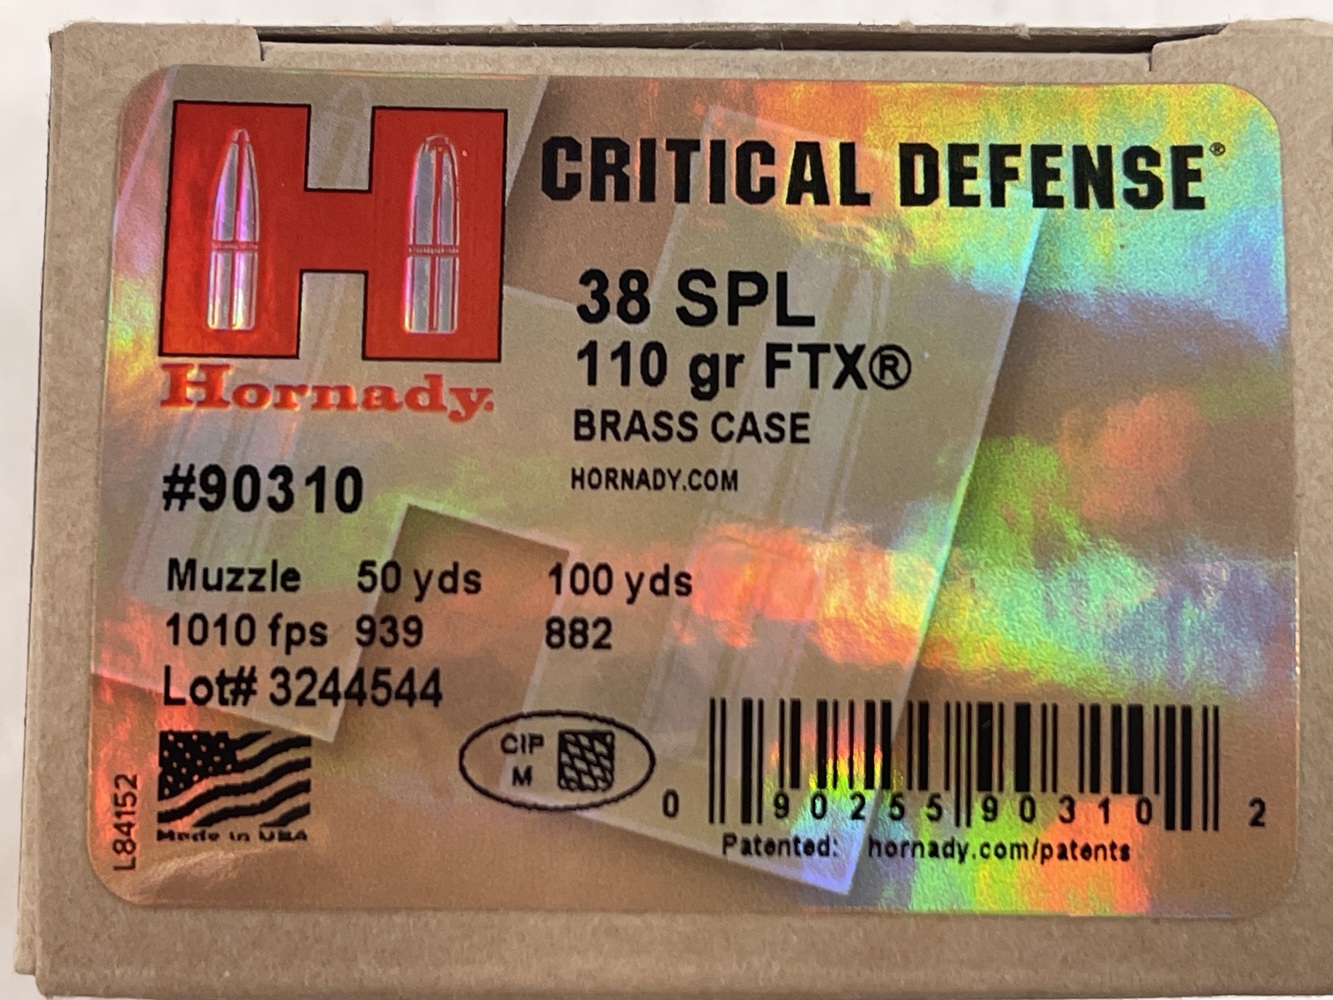 CRITICAL DEFENSE®
38 SPL
110 gr FTX®
BRASS CASE
HORNADY.COM
Hornady.
#90310
Muzzle 50 yds 100 yds
1010 fps 939 882
Lot# 3244544
L84152
Made in USA
CIP
M
0 90255 90310 2
Patented: hornady.com/patents